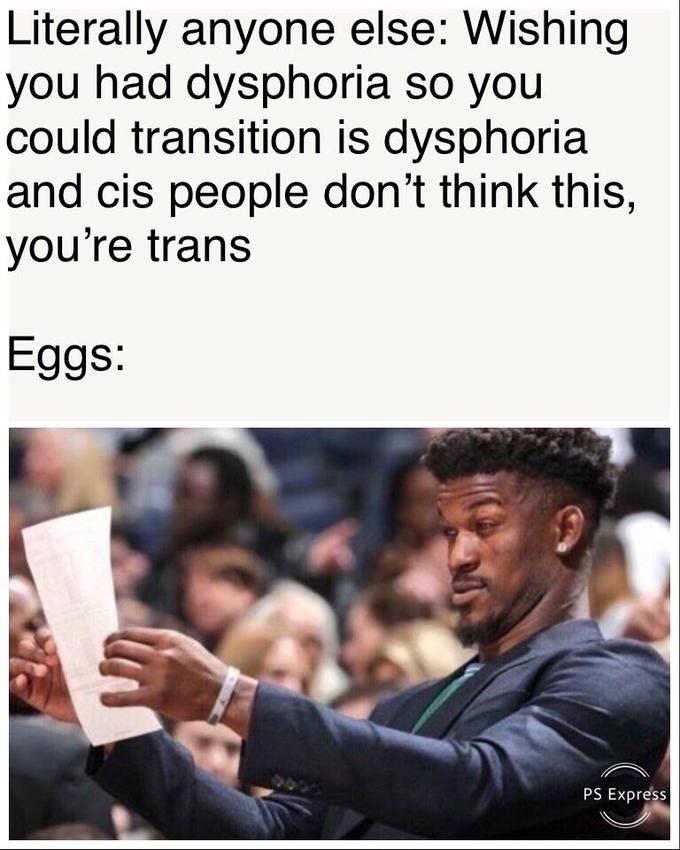 Literally anyone else: Wishing
you had dysphoria so you
could transition is dysphoria
and cis people don’t think this,
you’re trans
Eggs:
PS Express